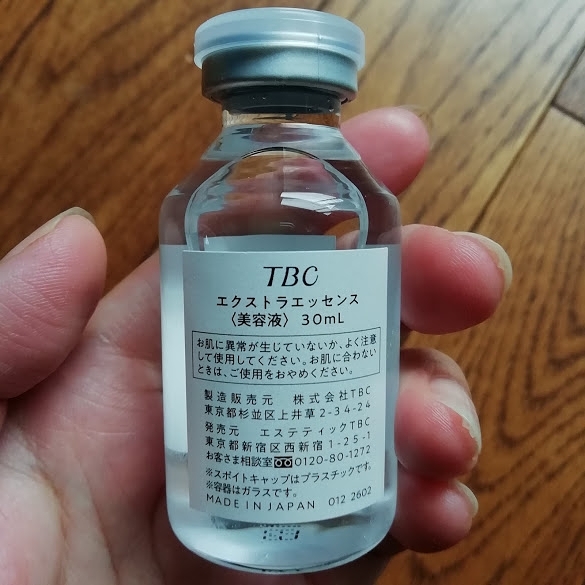 TBC
エクストラエッセンス
〈美容液〉 30mL
お肌に異常が生じていないか、よく注意
して使用してください。お肌に合わない
ときは、ご使用をおやめください。
製造販売元 株式会社TBC
東京都杉並区上井草2-34-24
発売元 エステティックTBC
東京都新宿区西新宿1-25-1
お客さま相談室 0120-80-1272
※スポイトキャップはプラスチックです。
※容器はガラスです。
MADE IN JAPAN 012 2602